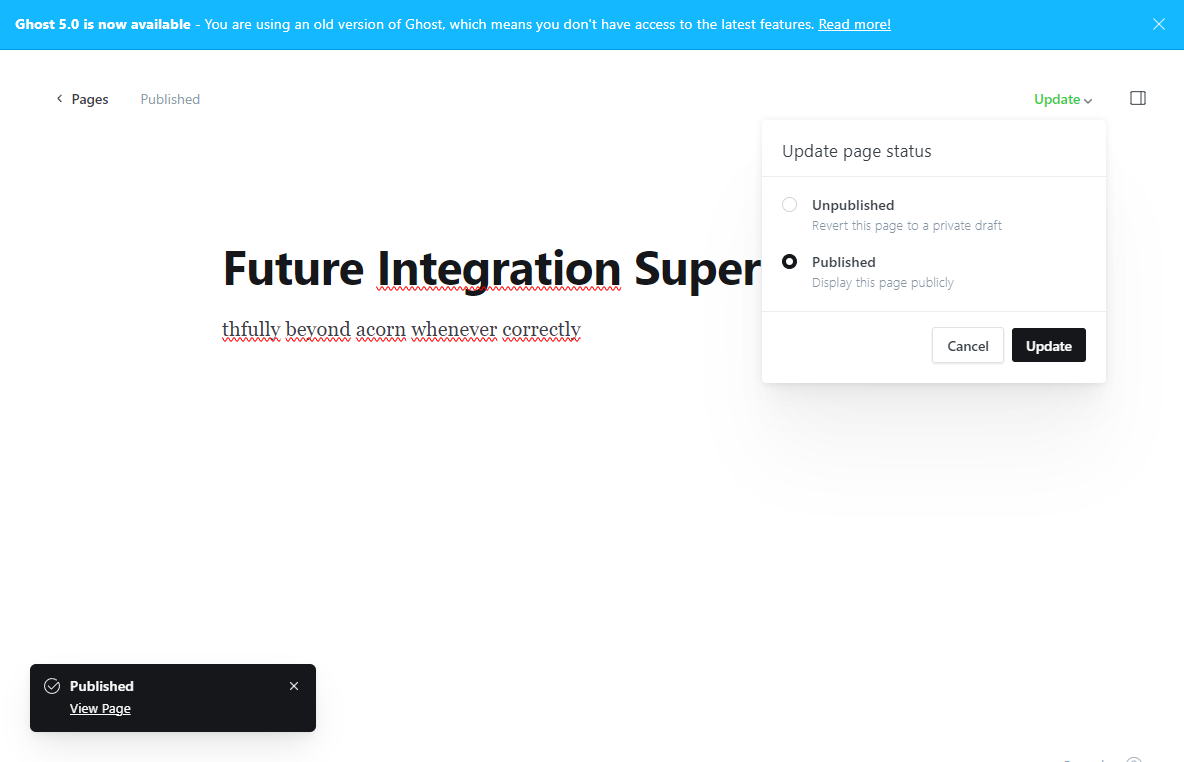 Ghost 5.0 is now available - You are using an old version of Ghost, which means you don't have access to the latest features. Read more!
Pages Published Update
Update page status
Unpublished
Revert this page to a private draft
Published
Display this page publicly
Cancel Update
Future Integration Super
thfully beyond acorn whenever correctly
Published
View Page